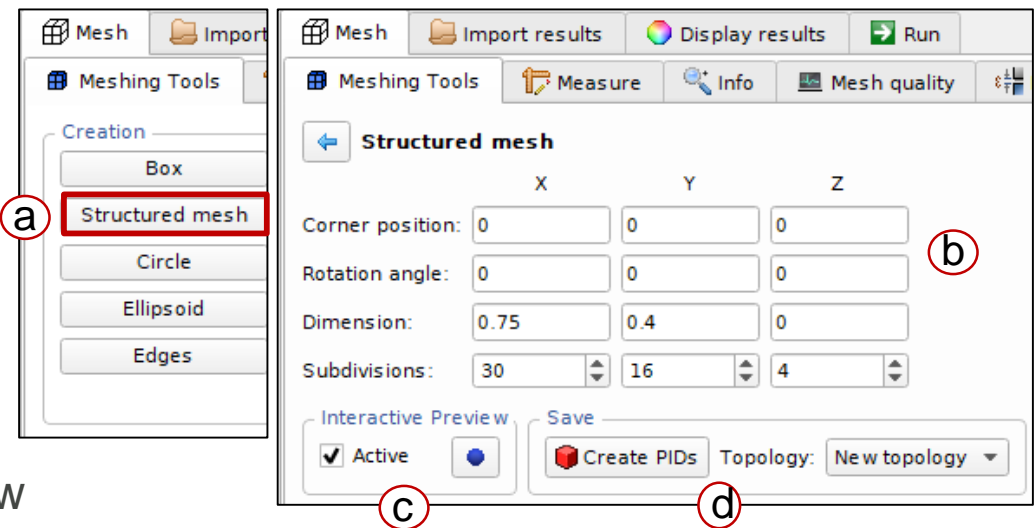 Mesh Import
Meshing Tools
Creation
Box
a Structured mesh
Circle
Ellipsoid
Edges
Mesh Import results Display results Run
Meshing Tools Measure Info Mesh quality
Structured mesh
X Y Z
Corner position: 0 0 0
b
Rotation angle: 0 0 0
Dimension: 0.75 0.4 0
Subdivisions: 30 16 4
Interactive Preview Save
Active Create PIDs Topology: New topology
c d
w